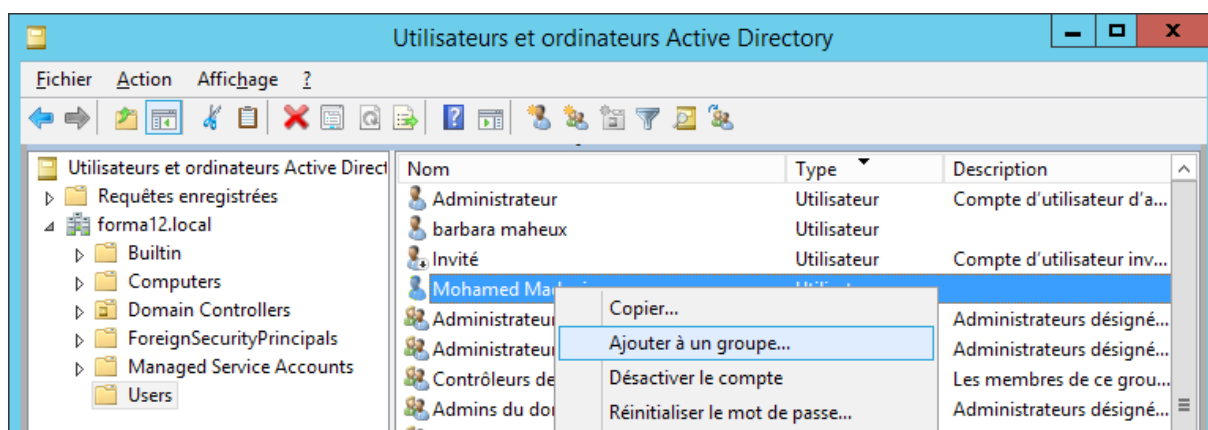 Utilisateurs et ordinateurs Active Directory
Fichier Action Affichage ?
Utilisateurs et ordinateurs Active Direct
Requêtes enregistrées
forma12.local
Builtin
Computers
Domain Controllers
ForeignSecurityPrincipals
Managed Service Accounts
Users
Nom Type Description
Administrateur Utilisateur Compte d'utilisateur d'a...
barbara maheux Utilisateur
Invité Utilisateur Compte d'utilisateur inv...
Mohamed
Administrateu Administrateurs désigné...
Administrateu Administrateurs désigné...
Contrôleurs de Les membres de ce grou...
Admins du do Administrateurs désigné...
Copier...
Ajouter à un groupe...
Désactiver le compte
Réinitialiser le mot de passe...